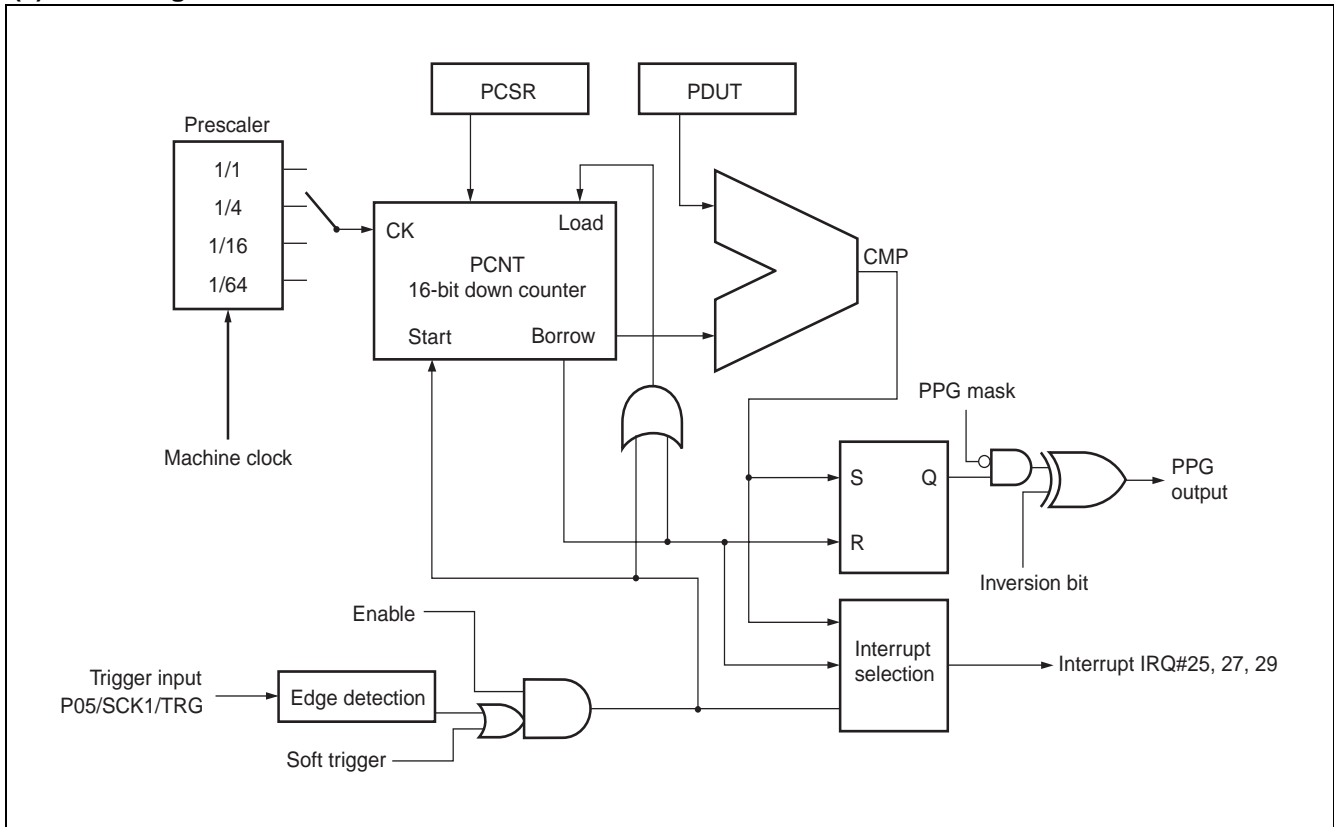 PCSR
PDUT
Prescaler
1/1
1/4
1/16
1/64
CK
Load
PCNT
16-bit down counter
Start
Borrow
CMP
Machine clock
PPG mask
S
Q
R
PPG
output
Inversion bit
Enable
Interrupt
selection
Interrupt IRQ#25, 27, 29
Trigger input
P05/SCK1/TRG
Edge detection
Soft trigger